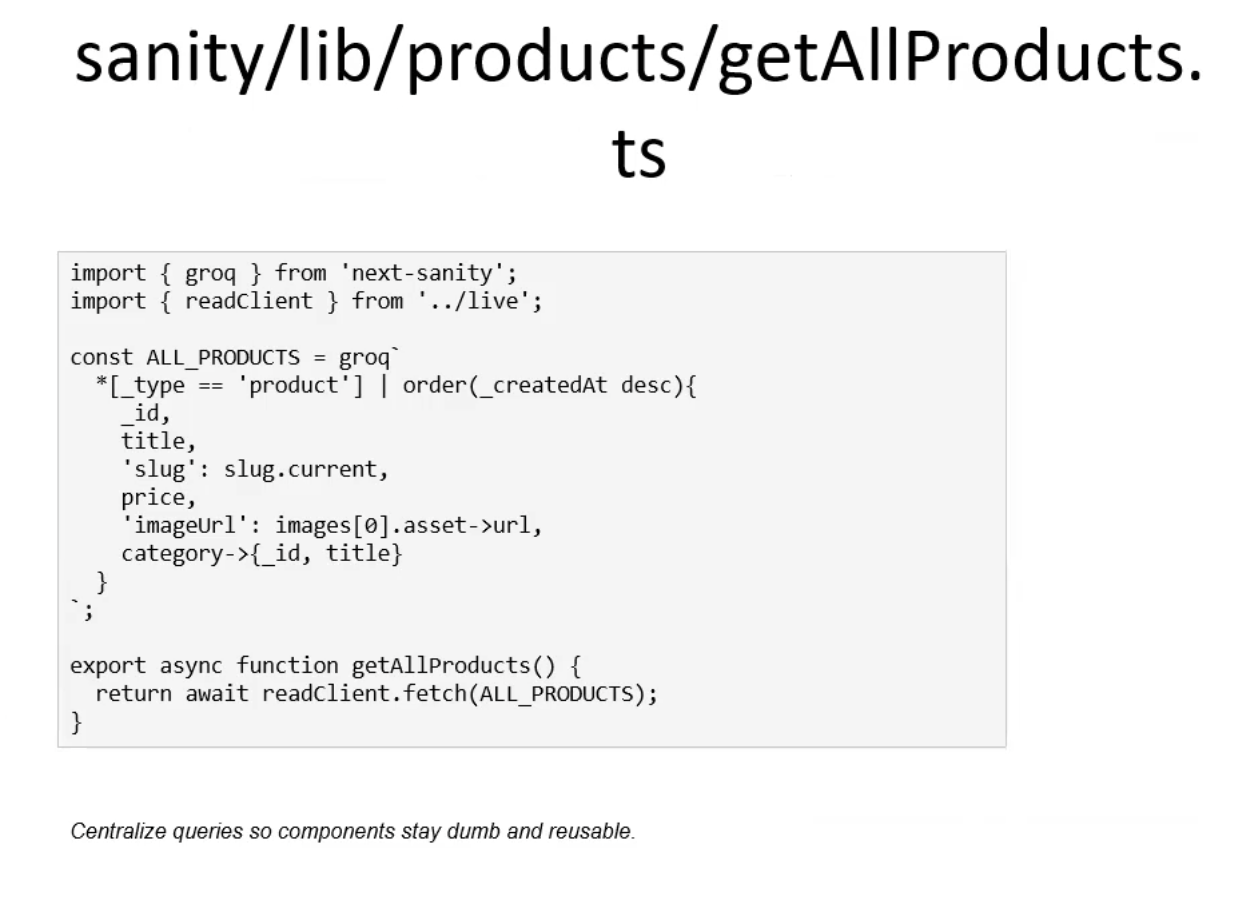 sanity/lib/products/getAllProducts.
ts
import { groq } from 'next-sanity';
import { readClient } from '../live';
const ALL_PRODUCTS = groq`
  *[_type == 'product'] | order(_createdAt desc){
    _id,
    title,
    'slug': slug.current,
    price,
    'imageUrl': images[0].asset->url,
    category->{_id, title}
  }
`;
export async function getAllProducts() {
  return await readClient.fetch(ALL_PRODUCTS);
}
Centralize queries so components stay dumb and reusable.